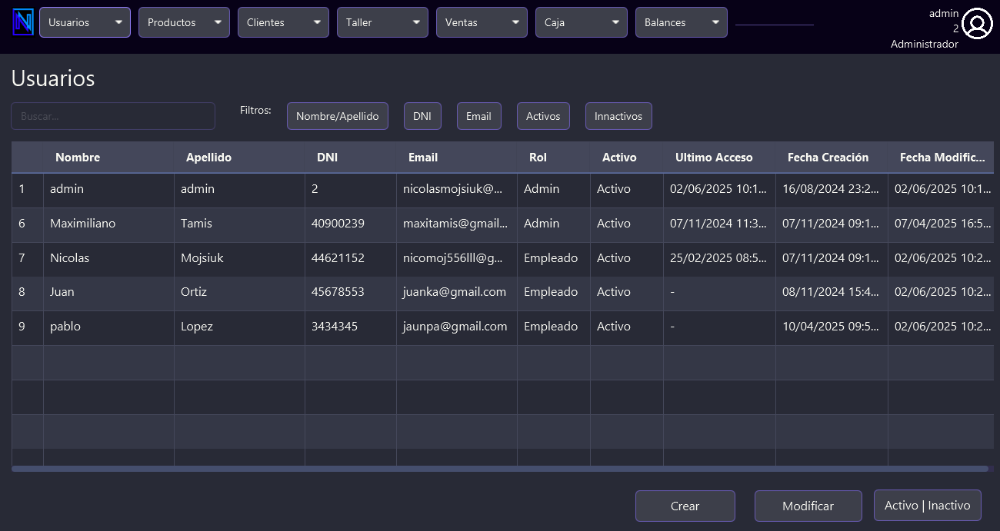 N Usuarios Productos Clientes Taller Ventas Caja Balances
admin
2
Administrador
Usuarios
Buscar... Filtros: Nombre/Apellido DNI Email Activos Innactivos
Nombre Apellido DNI Email Rol Activo Ultimo Acceso Fecha Creación Fecha Modific...
1 admin admin 2 nicolasmojsiuk@... Admin Activo 02/06/2025 10:1... 16/08/2024 23:2... 02/06/2025 10:1...
6 Maximiliano Tamis 40900239 maxitamis@gmail... Admin Activo 07/11/2024 11:3... 07/11/2024 09:1... 07/04/2025 16:5...
7 Nicolas Mojsiuk 44621152 nicomoj556lll@g... Empleado Activo 25/02/2025 08:5... 07/11/2024 09:1... 02/06/2025 10:2...
8 Juan Ortiz 45678553 juanka@gmail.com Empleado Activo - 08/11/2024 15:4... 02/06/2025 10:2...
9 pablo Lopez 3434345 jaunpa@gmail.com Empleado Activo - 10/04/2025 09:5... 02/06/2025 10:2...
Crear Modificar Activo | Inactivo